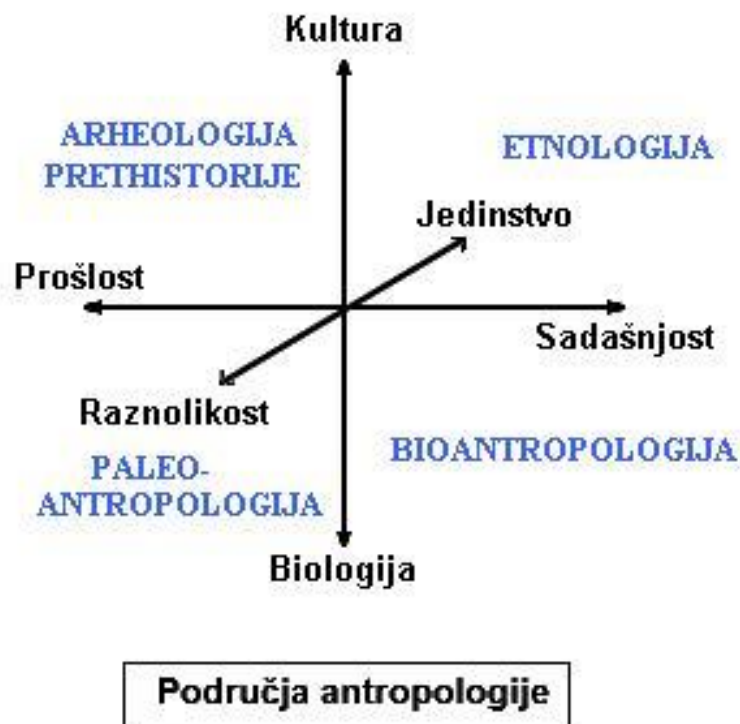 Kultura
ARHEOLOGIJA
PRETHISTORIJE
ETNOLOGIJA
Jedinstvo
Prošlost
Sadašnjost
Raznolikost
BIOANTROPOLOGIJA
PALEO-
ANTROPOLOGIJA
Biologija
Područja antropologije